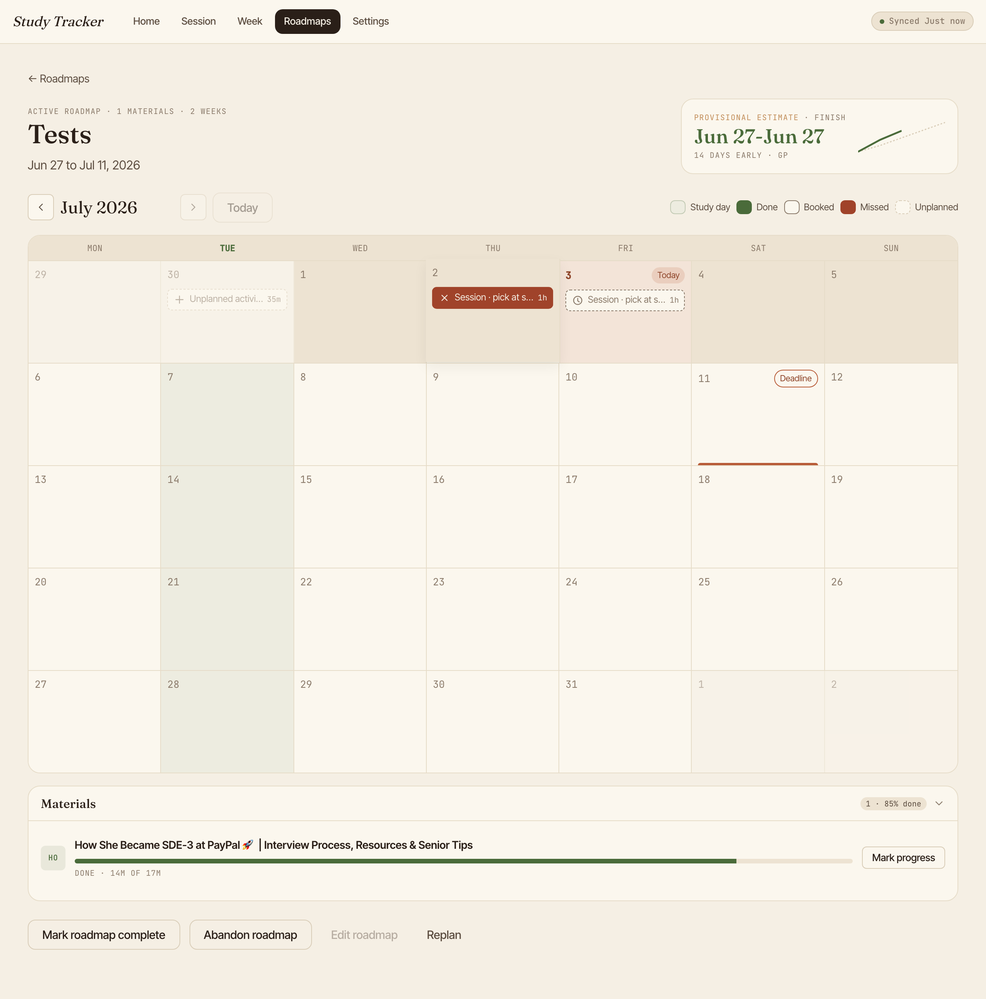 Study Tracker
Home Session Week Roadmaps Settings
Synced Just now
← Roadmaps
ACTIVE ROADMAP · 1 MATERIALS · 2 WEEKS
Tests
Jun 27 to Jul 11, 2026
PROVISIONAL ESTIMATE · FINISH
Jun 27-Jun 27
14 DAYS EARLY · GP
July 2026
Today
Study day Done Booked Missed Unplanned
MON TUE WED THU FRI SAT SUN
29 30 1 2 3 Today 4 5
Unplanned activi... 35m
Session · pick at s... 1h
Session · pick at s... 1h
6 7 8 9 10 11 Deadline 12
13 14 15 16 17 18 19
20 21 22 23 24 25 26
27 28 29 30 31 1 2
Materials
1 · 85% done
HO
How She Became SDE-3 at PayPal 🚀 | Interview Process, Resources & Senior Tips
DONE · 14M OF 17M
Mark progress
Mark roadmap complete
Abandon roadmap
Edit roadmap
Replan